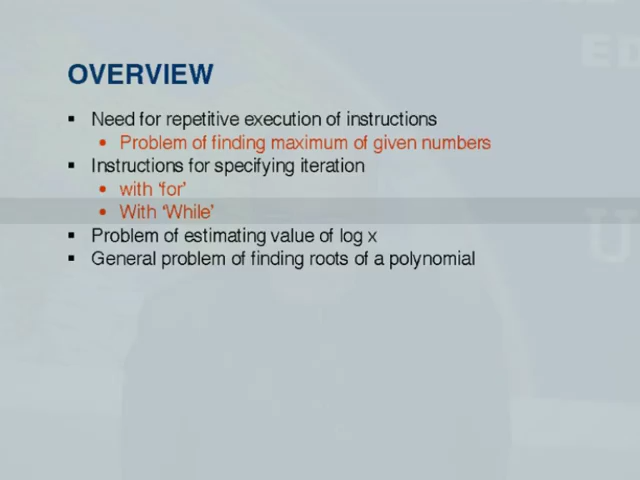 OVERVIEW
▪ Need for repetitive execution of instructions
• Problem of finding maximum of given numbers
▪ Instructions for specifying iteration
• with ‘for’
• With ‘While’
▪ Problem of estimating value of log x
▪ General problem of finding roots of a polynomial